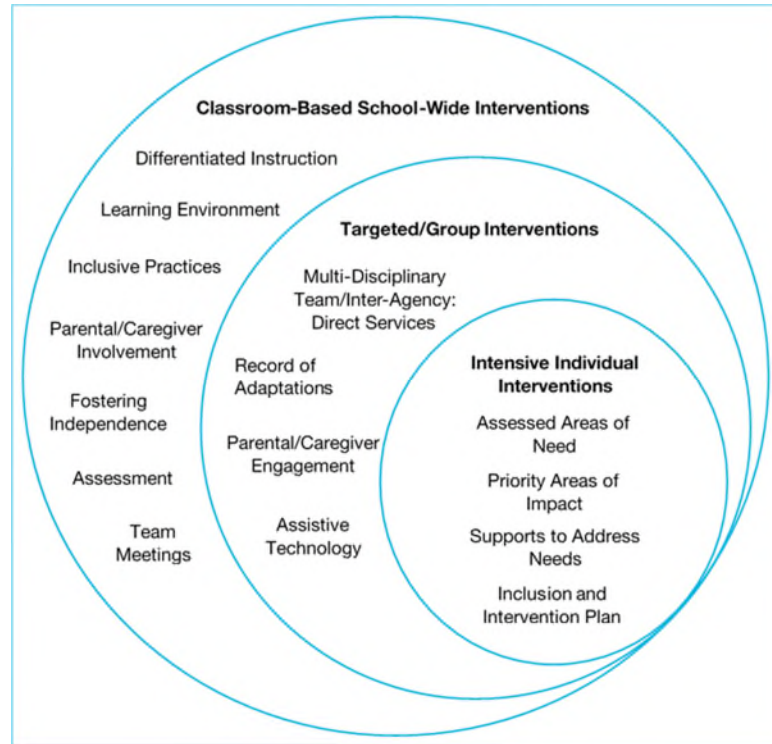 Classroom-Based School-Wide Interventions
Differentiated Instruction
Learning Environment
Inclusive Practices
Parental/Caregiver
Involvement
Fostering
Independence
Assessment
Team
Meetings
Targeted/Group Interventions
Multi-Disciplinary
Team/Inter-Agency:
Direct Services
Record of
Adaptations
Parental/Caregiver
Engagement
Assistive
Technology
Intensive Individual
Interventions
Assessed Areas of
Need
Priority Areas of
Impact
Supports to Address
Needs
Inclusion and
Intervention Plan